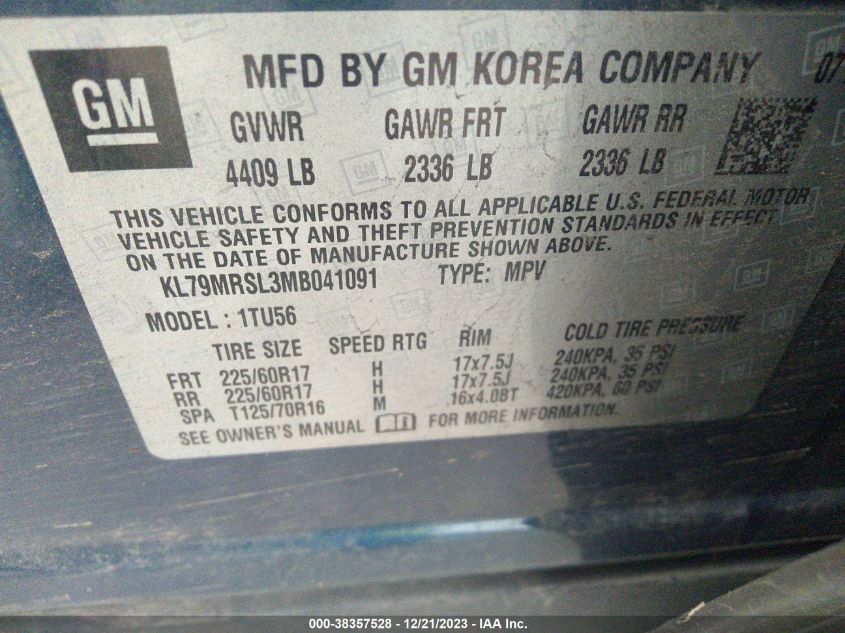 GM
MFD BY GM KOREA COMPANY 07
GVWR GAWR FRT GAWR RR
4409 LB 2336 LB 2336 LB
THIS VEHICLE CONFORMS TO ALL APPLICABLE U.S. FEDERAL MOTOR
VEHICLE SAFETY AND THEFT PREVENTION STANDARDS IN EFFECT
ON THE DATE OF MANUFACTURE SHOWN ABOVE.
KL79MRSL3MB041091 TYPE: MPV
MODEL : 1TU56
TIRE SIZE SPEED RTG RIM COLD TIRE PRESSURE
FRT 225/60R17 H 17x7.5J 240KPA, 35 PSI
RR 225/60R17 H 17x7.5J 240KPA, 35 PSI
SPA T125/70R16 M 16x4.0BT 420KPA, 60 PSI
SEE OWNER'S MANUAL FOR MORE INFORMATION.
000-38357528 - 12/21/2023 - IAA Inc.